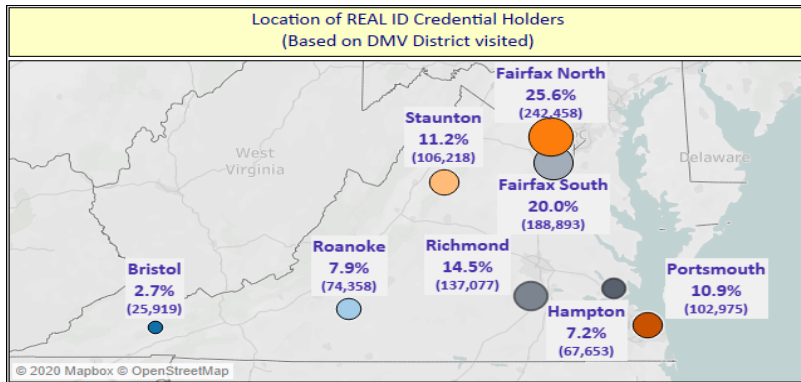 Location of REAL ID Credential Holders
(Based on DMV District visited)
Fairfax North
25.6%
(242,458)
Staunton
11.2%
(106,218)
West
Virginia
Delaware
Fairfax South
20.0%
(188,893)
Roanoke
7.9%
(74,358)
Richmond
14.5%
(137,077)
Bristol
2.7%
(25,919)
Portsmouth
10.9%
(102,975)
Hampton
7.2%
(67,653)
© 2020 Mapbox © OpenStreetMap